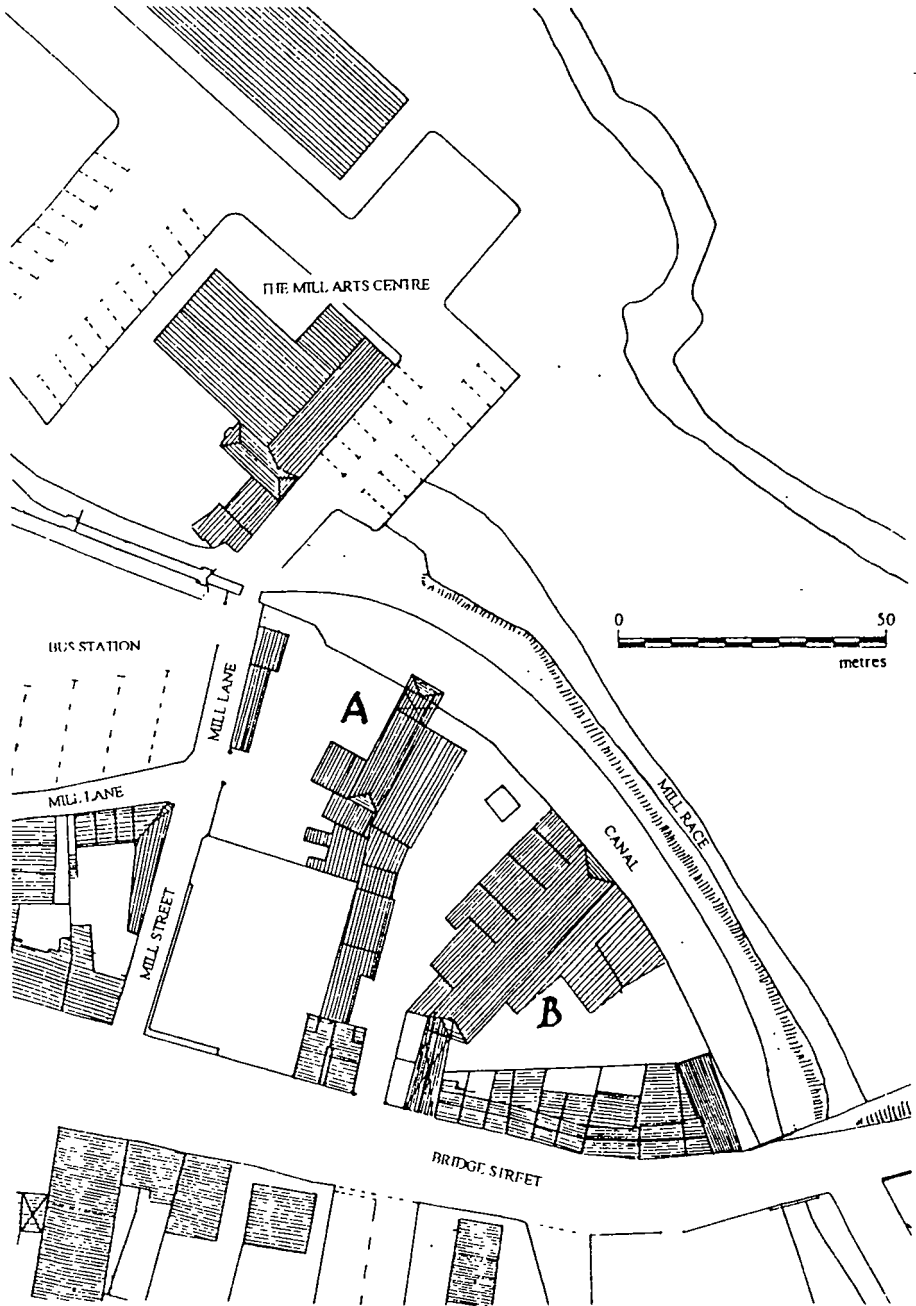 THE MILL ARTS CENTRE
0 50
metres
BUS STATION
MILL LANE
A
MILL LANE
MILL RACE
CANAL
MILL STREET
B
BRIDGE STREET